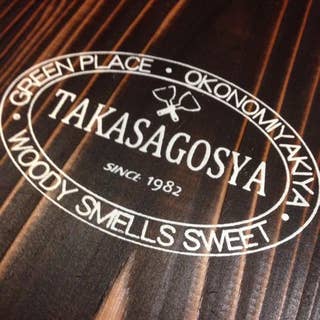 GREEN PLACE • OKONOMIYAKIYA •
TAKASAGOSYA
SINCE 1982
WOODY SMELLS SWEET •